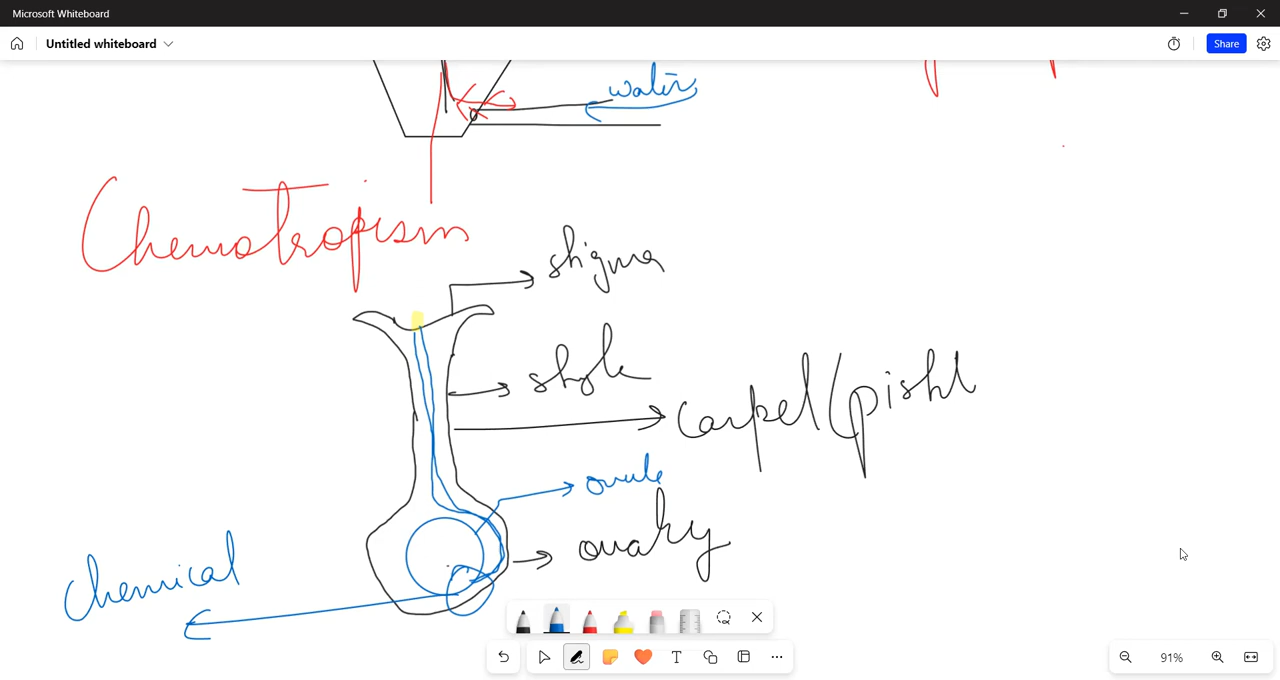 Microsoft Whiteboard
Untitled whiteboard
Share
water
Chemotropism
stigma
style
Carpel (pistil
ovule
ovary
chemical
91%